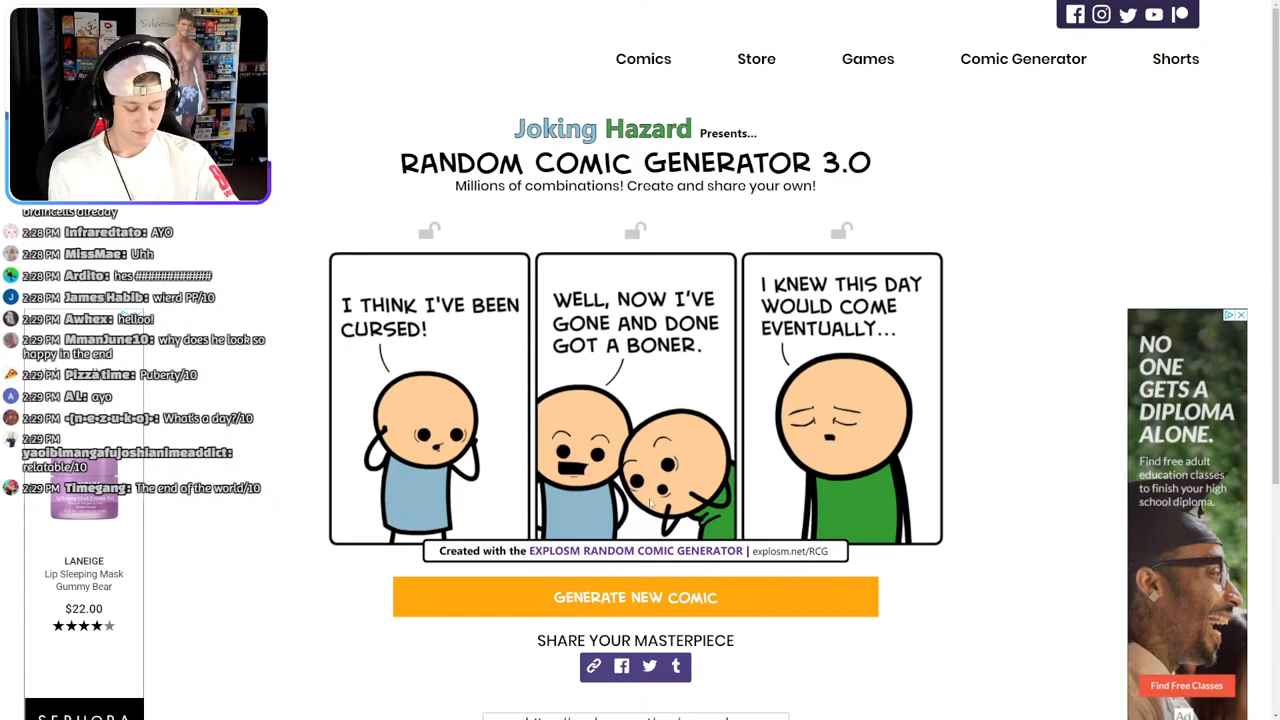 Subscribe
Comics
Store
Games
Comic Generator
Shorts
Joking Hazard Presents...
RANDOM COMIC GENERATOR 3.0
Millions of combinations! Create and share your own!
braincells already
2:28 PM Infraredtato: AYO
2:28 PM MissMae: Uhh
2:28 PM Ardito: hes ############
2:28 PM James Habib: wierd PP/10
2:29 PM Awhex: helloo!
2:29 PM MmanJune10: why does he look so
happy in the end
2:29 PM Pizzàtime: Puberty/10
2:29 PM A L: ayo
2:29 PM -{n-e-z-u-k-o}-: What's a day?/10
2:29 PM
yaoibimangafujoshianimeaddict:
relatable/10
2:29 PM Timegang: The end of the world/10
I THINK I'VE BEEN
CURSED!
WELL, NOW I'VE
GONE AND DONE
GOT A BONER.
I KNEW THIS DAY
WOULD COME
EVENTUALLY...
Created with the EXPLOSM RANDOM COMIC GENERATOR | explosm.net/RCG
GENERATE NEW COMIC
SHARE YOUR MASTERPIECE
LANEIGE
Lip Sleeping Mask
Gummy Bear
$22.00
SEPHORA
NO
ONE
GETS A
DIPLOMA
ALONE.
Find free adult
education classes
to finish your high
school diploma.
Find Free Classes
Ad